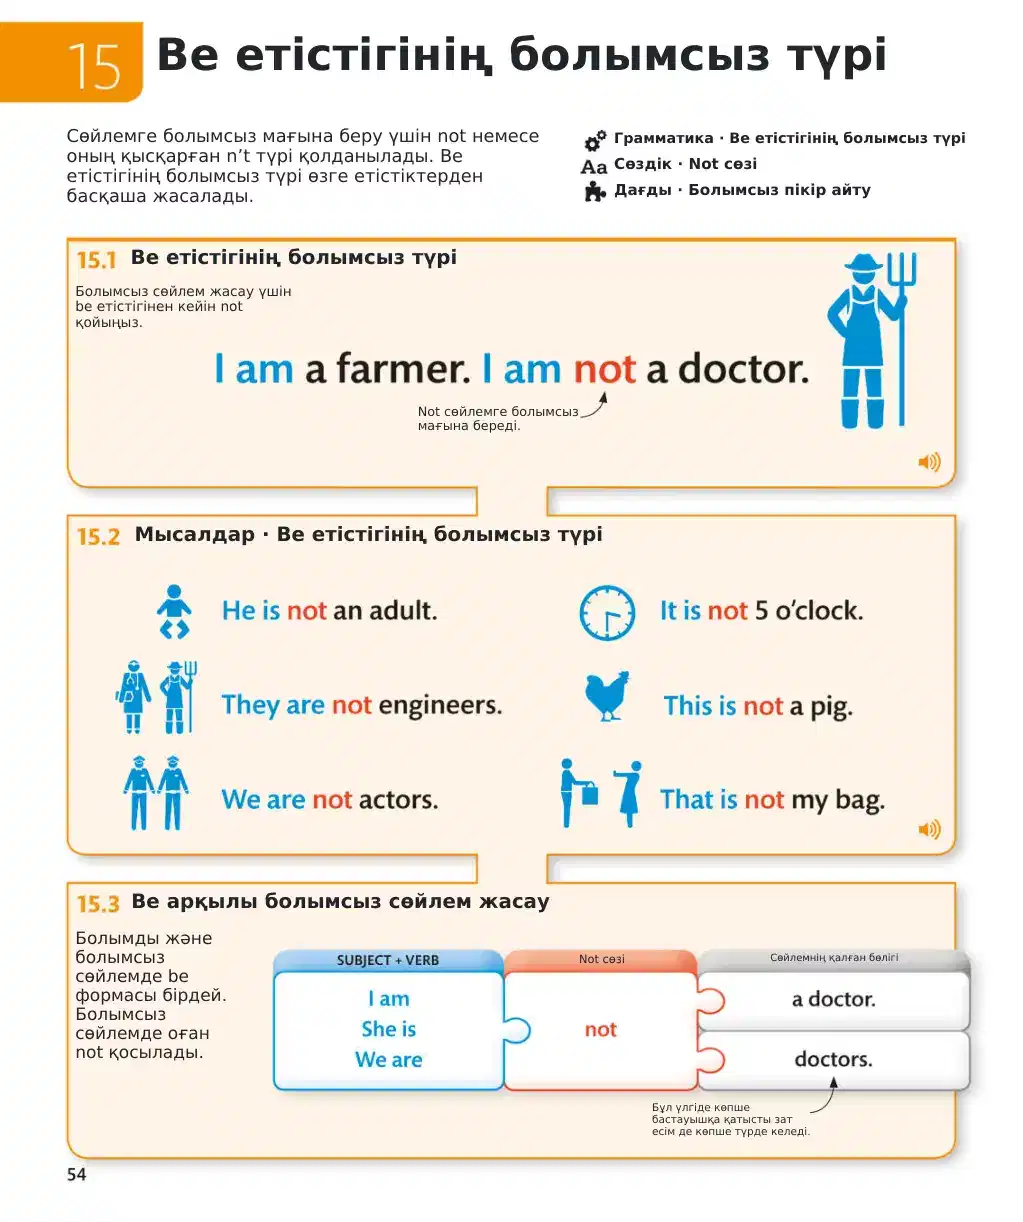 15
Be етістігінің болымсыз түрі
Сөйлемге болымсыз мағына беру үшін not немесе
оның қысқарған n’t түрі қолданылады. Be
етістігінің болымсыз түрі өзге етістіктерден
басқаша жасалады.
Грамматика · Be етістігінің болымсыз түрі
Aa Сөздік · Not сөзі
Дағды · Болымсыз пікір айту
15.1 Be етістігінің болымсыз түрі
Болымсыз сөйлем жасау үшін
be етістігінен кейін not
қойыңыз.
I am a farmer. I am not a doctor.
Not сөйлемге болымсыз
мағына береді.
15.2 Мысалдар · Be етістігінің болымсыз түрі
He is not an adult.
It is not 5 o’clock.
They are not engineers.
This is not a pig.
We are not actors.
That is not my bag.
15.3 Be арқылы болымсыз сөйлем жасау
Болымды және
болымсыз
сөйлемде be
формасы бірдей.
Болымсыз
сөйлемде оған
not қосылады.
SUBJECT + VERB
Not сөзі
Сөйлемнің қалған бөлігі
I am
She is
We are
not
a doctor.
doctors.
Бұл үлгіде көпше
бастауышқа қатысты зат
есім де көпше түрде келеді.
54